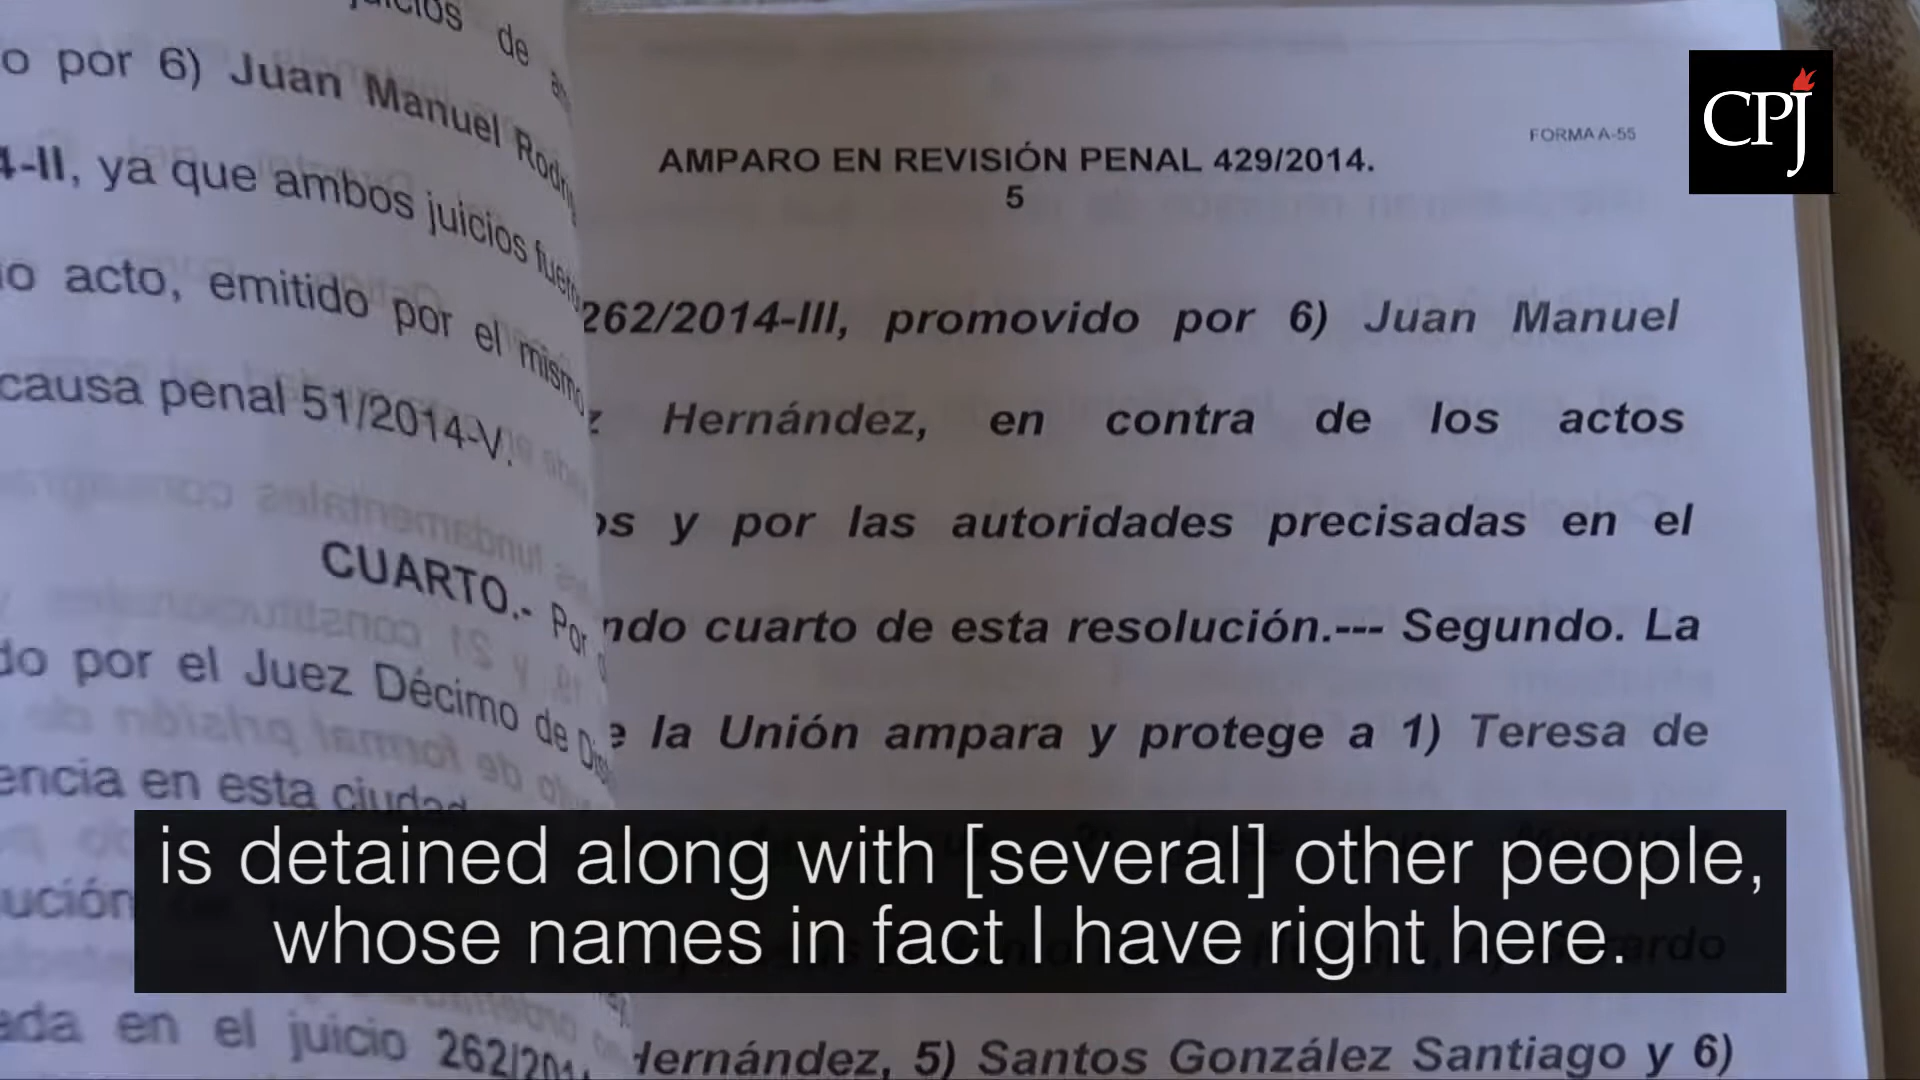 juicios de
o por 6) Juan Manuel
4-II, ya que ambos juicios
acto, emitido por el mismo
causa penal 51/2014-V.
CUARTO.- Por
por el Juez Décimo de
en esta ciudad
en el juicio
CPJ
FORMA A-55
AMPARO EN REVISIÓN PENAL 429/2014.
5
262/2014-III, promovido por 6) Juan Manuel
z Hernández, en contra de los actos
os y por las autoridades precisadas en el
ndo cuarto de esta resolución.--- Segundo. La
e la Unión ampara y protege a 1) Teresa de
Hernández, 5) Santos González Santiago y 6)
is detained along with [several] other people,
whose names in fact I have right here.